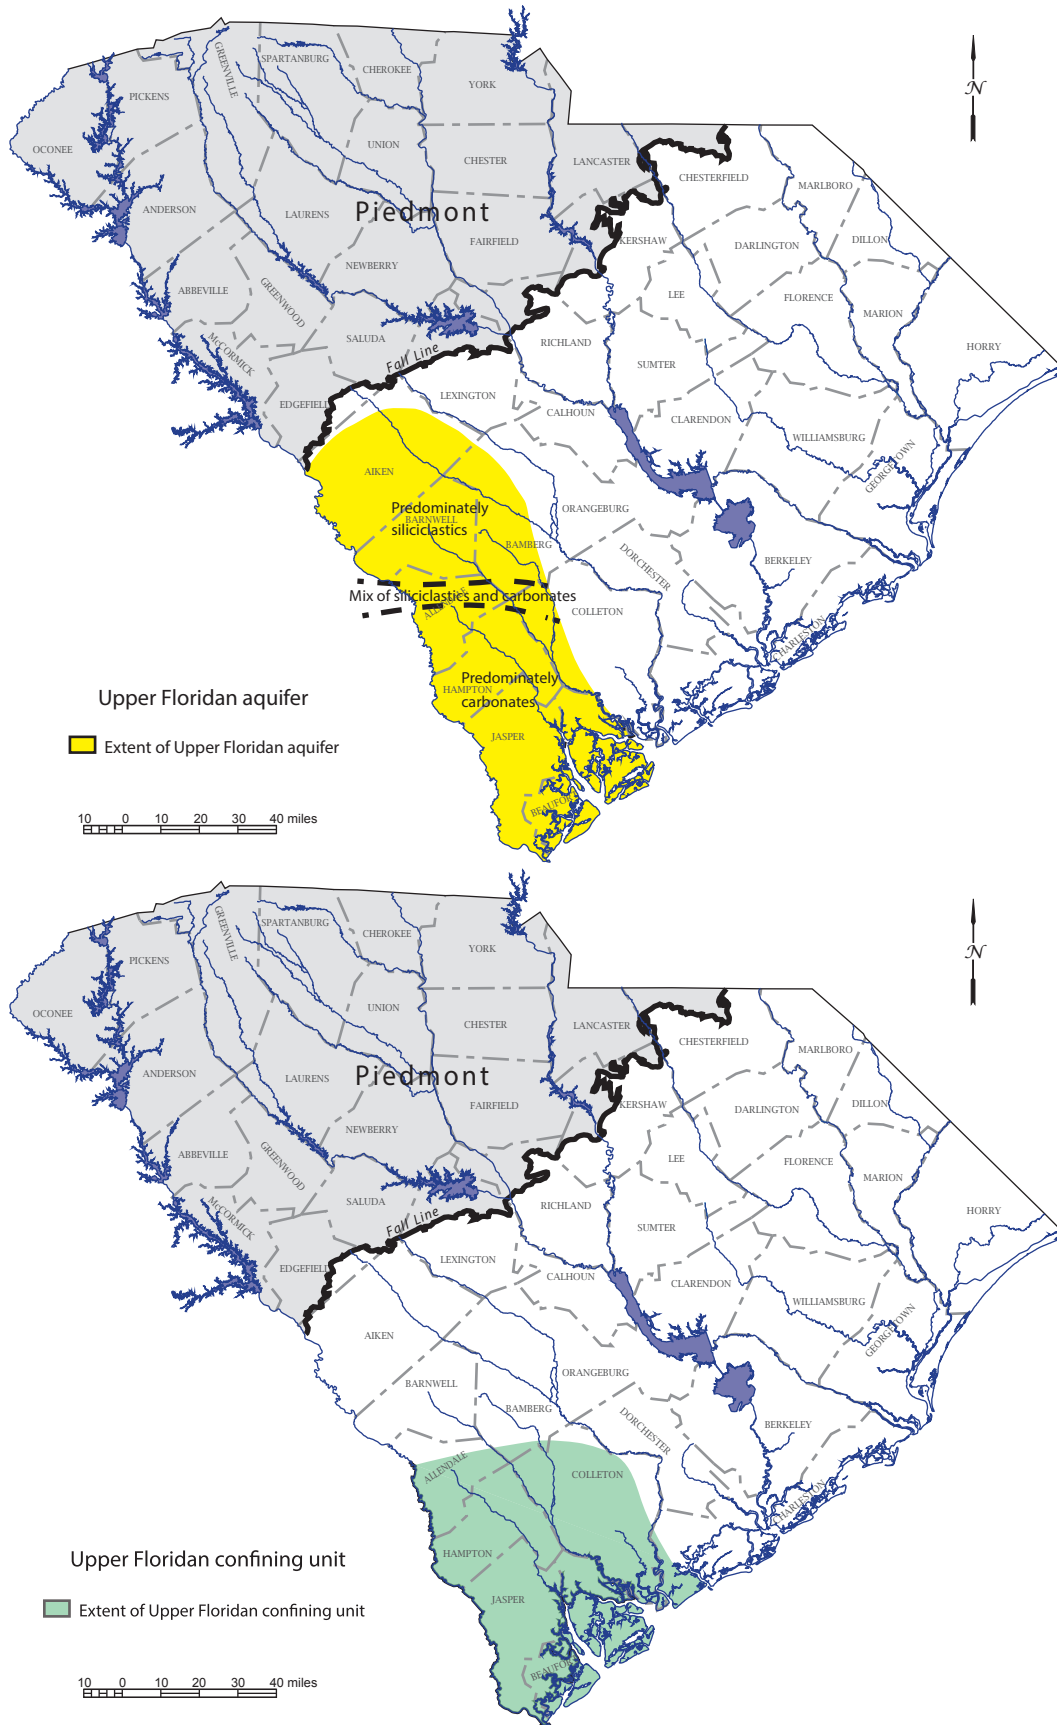 GREENVILLE
SPARTANBURG
CHEROKEE
YORK
PICKENS
N
OCONEE
UNION
CHESTER
LANCASTER
CHESTERFIELD
MARLBORO
ANDERSON
LAURENS
Piedmont
FAIRFIELD
KERSHAW
DARLINGTON
DILLON
NEWBERRY
ABBEVILLE
GREENWOOD
LEE
FLORENCE
MARION
SALUDA
Fall Line
RICHLAND
HORRY
McCORMICK
SUMTER
EDGEFIELD
LEXINGTON
CALHOUN
CLARENDON
WILLIAMSBURG
GEORGETOWN
AIKEN
Predominately
siliciclastics
BARNWELL
ORANGEBURG
BAMBERG
DORCHESTER
BERKELEY
Mix of siliciclastics and carbonates
ALLENDALE
COLLETON
CHARLESTON
Predominately
carbonates
HAMPTON
Upper Floridan aquifer
JASPER
Extent of Upper Floridan aquifer
BEAUFORT
10 0 10 20 30 40 miles
GREENVILLE
SPARTANBURG
CHEROKEE
YORK
PICKENS
N
OCONEE
UNION
CHESTER
LANCASTER
CHESTERFIELD
MARLBORO
ANDERSON
LAURENS
Piedmont
FAIRFIELD
KERSHAW
DARLINGTON
DILLON
NEWBERRY
ABBEVILLE
GREENWOOD
LEE
FLORENCE
MARION
SALUDA
Fall Line
RICHLAND
HORRY
McCORMICK
SUMTER
EDGEFIELD
LEXINGTON
CALHOUN
CLARENDON
WILLIAMSBURG
GEORGETOWN
AIKEN
BARNWELL
ORANGEBURG
BAMBERG
DORCHESTER
BERKELEY
ALLENDALE
COLLETON
CHARLESTON
HAMPTON
Upper Floridan confining unit
JASPER
Extent of Upper Floridan confining unit
BEAUFORT
10 0 10 20 30 40 miles